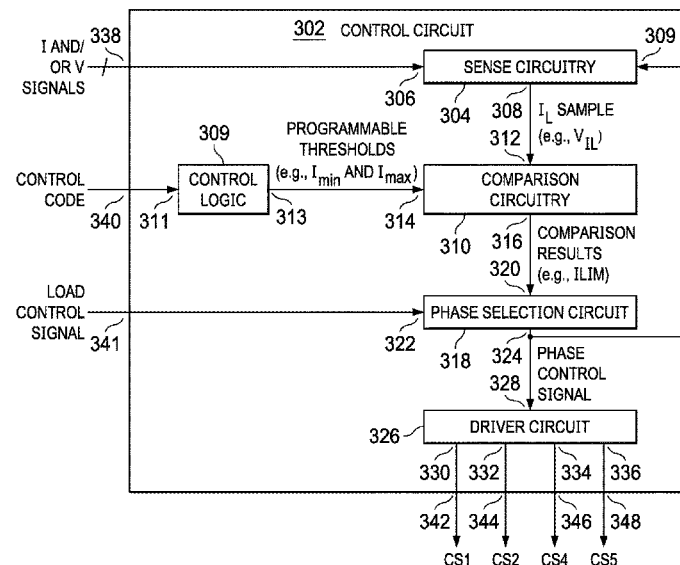 302 CONTROL CIRCUIT
I AND/
OR V
SIGNALS
338
306
SENSE CIRCUITRY
309
304
308
I_L SAMPLE
(e.g., V_IL)
312
PROGRAMMABLE
THRESHOLDS
(e.g., I_min AND I_max)
309
CONTROL
CODE
340
311
CONTROL
LOGIC
313
314
COMPARISON
CIRCUITRY
310
316
COMPARISON
RESULTS
(e.g., ILIM)
320
LOAD
CONTROL
SIGNAL
341
322
PHASE SELECTION CIRCUIT
318
324
PHASE
CONTROL
SIGNAL
328
326
DRIVER CIRCUIT
330
332
334
336
342
344
346
348
CS1
CS2
CS4
CS5